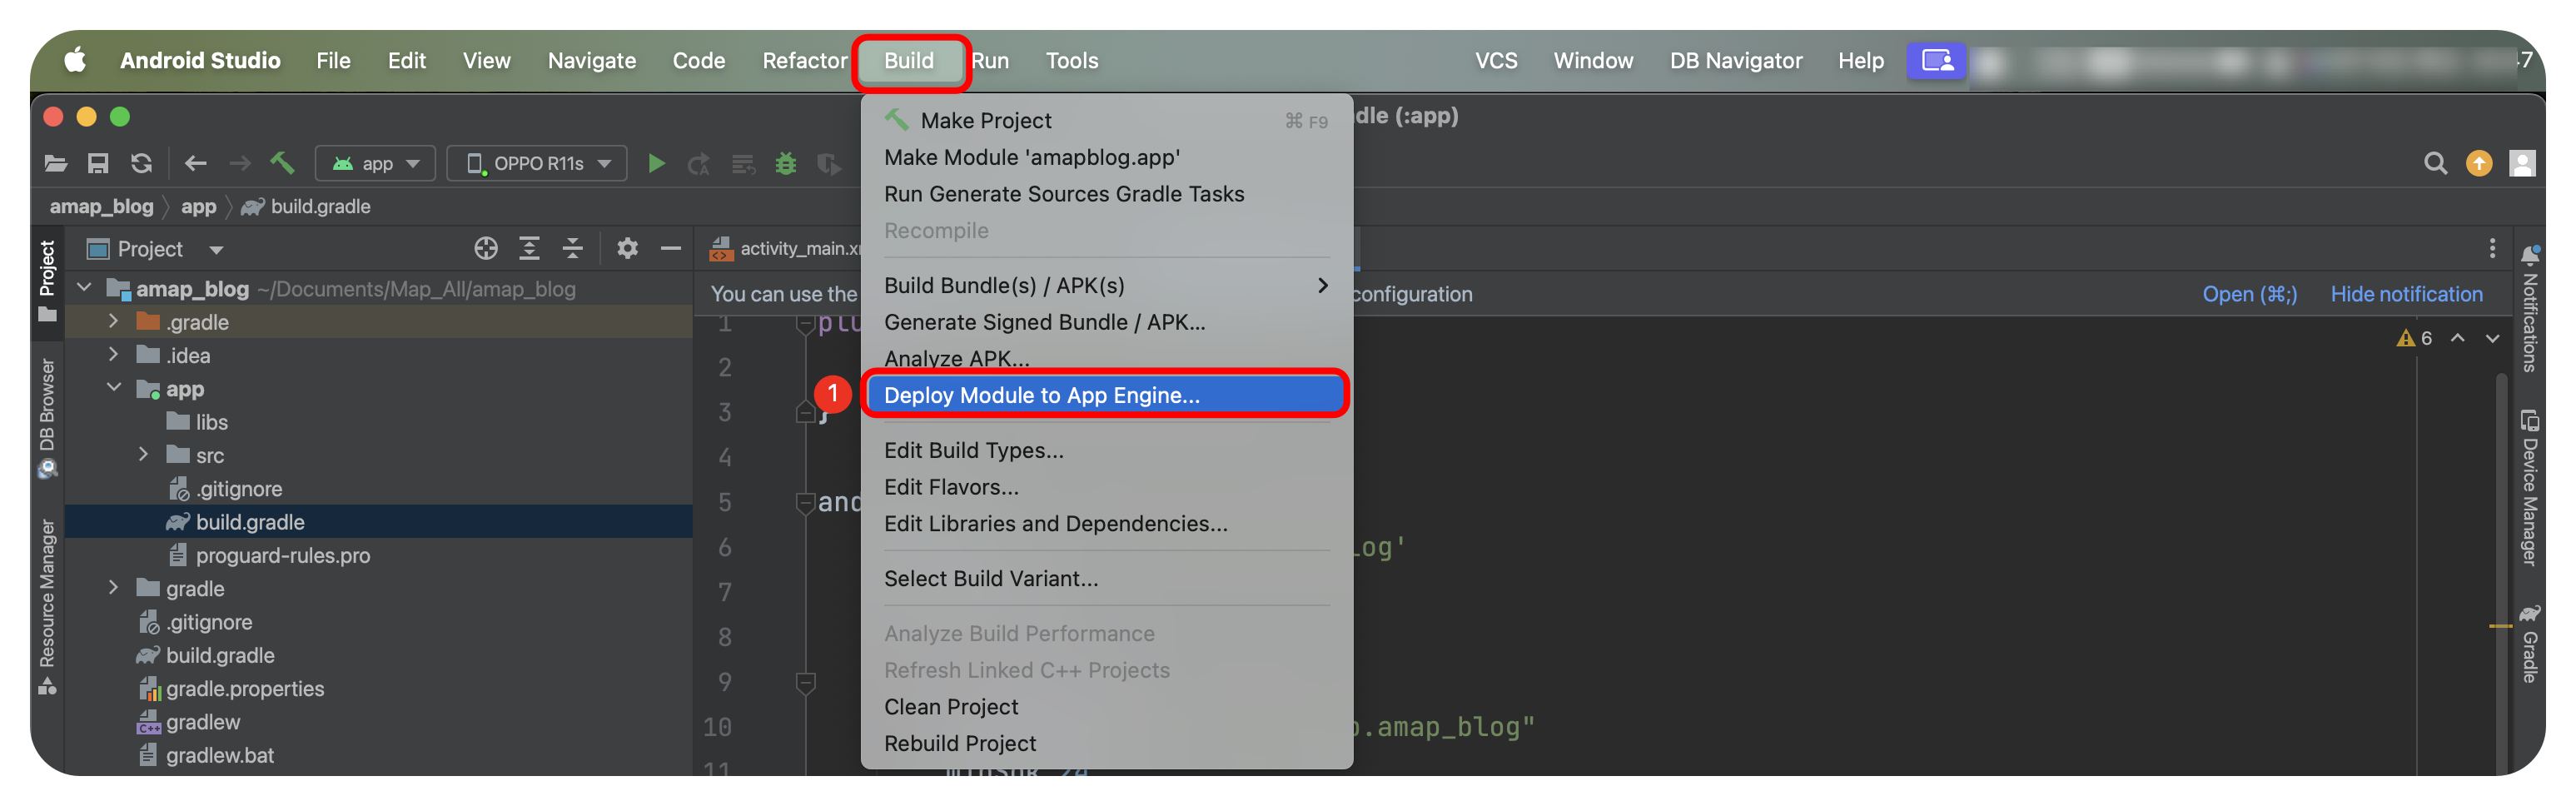 Android Studio File Edit View Navigate Code Refactor Build Run Tools VCS Window DB Navigator Help
dle (:app)
app OPPO R11s
amap_blog app build.gradle
Project
activity_main.x
amap_blog ~/Documents/Map_All/amap_blog
.gradle
.idea
app
libs
src
.gitignore
build.gradle
proguard-rules.pro
gradle
.gitignore
build.gradle
gradle.properties
gradlew
gradlew.bat
Project
DB Browser
Resource Manager
Make Project ⌘ F9
Make Module 'amapblog.app'
Run Generate Sources Gradle Tasks
Recompile
Build Bundle(s) / APK(s)
Generate Signed Bundle / APK...
Analyze APK...
1
Deploy Module to App Engine...
Edit Build Types...
Edit Flavors...
Edit Libraries and Dependencies...
Select Build Variant...
Analyze Build Performance
Refresh Linked C++ Projects
Clean Project
Rebuild Project
You can use the configuration Open (⌘;) Hide notification
6
1 plu
2
3 }
4
5 and
6 log'
7
8
9
10 .amap_blog"
11 minSdk 24
Notifications
Device Manager
Gradle